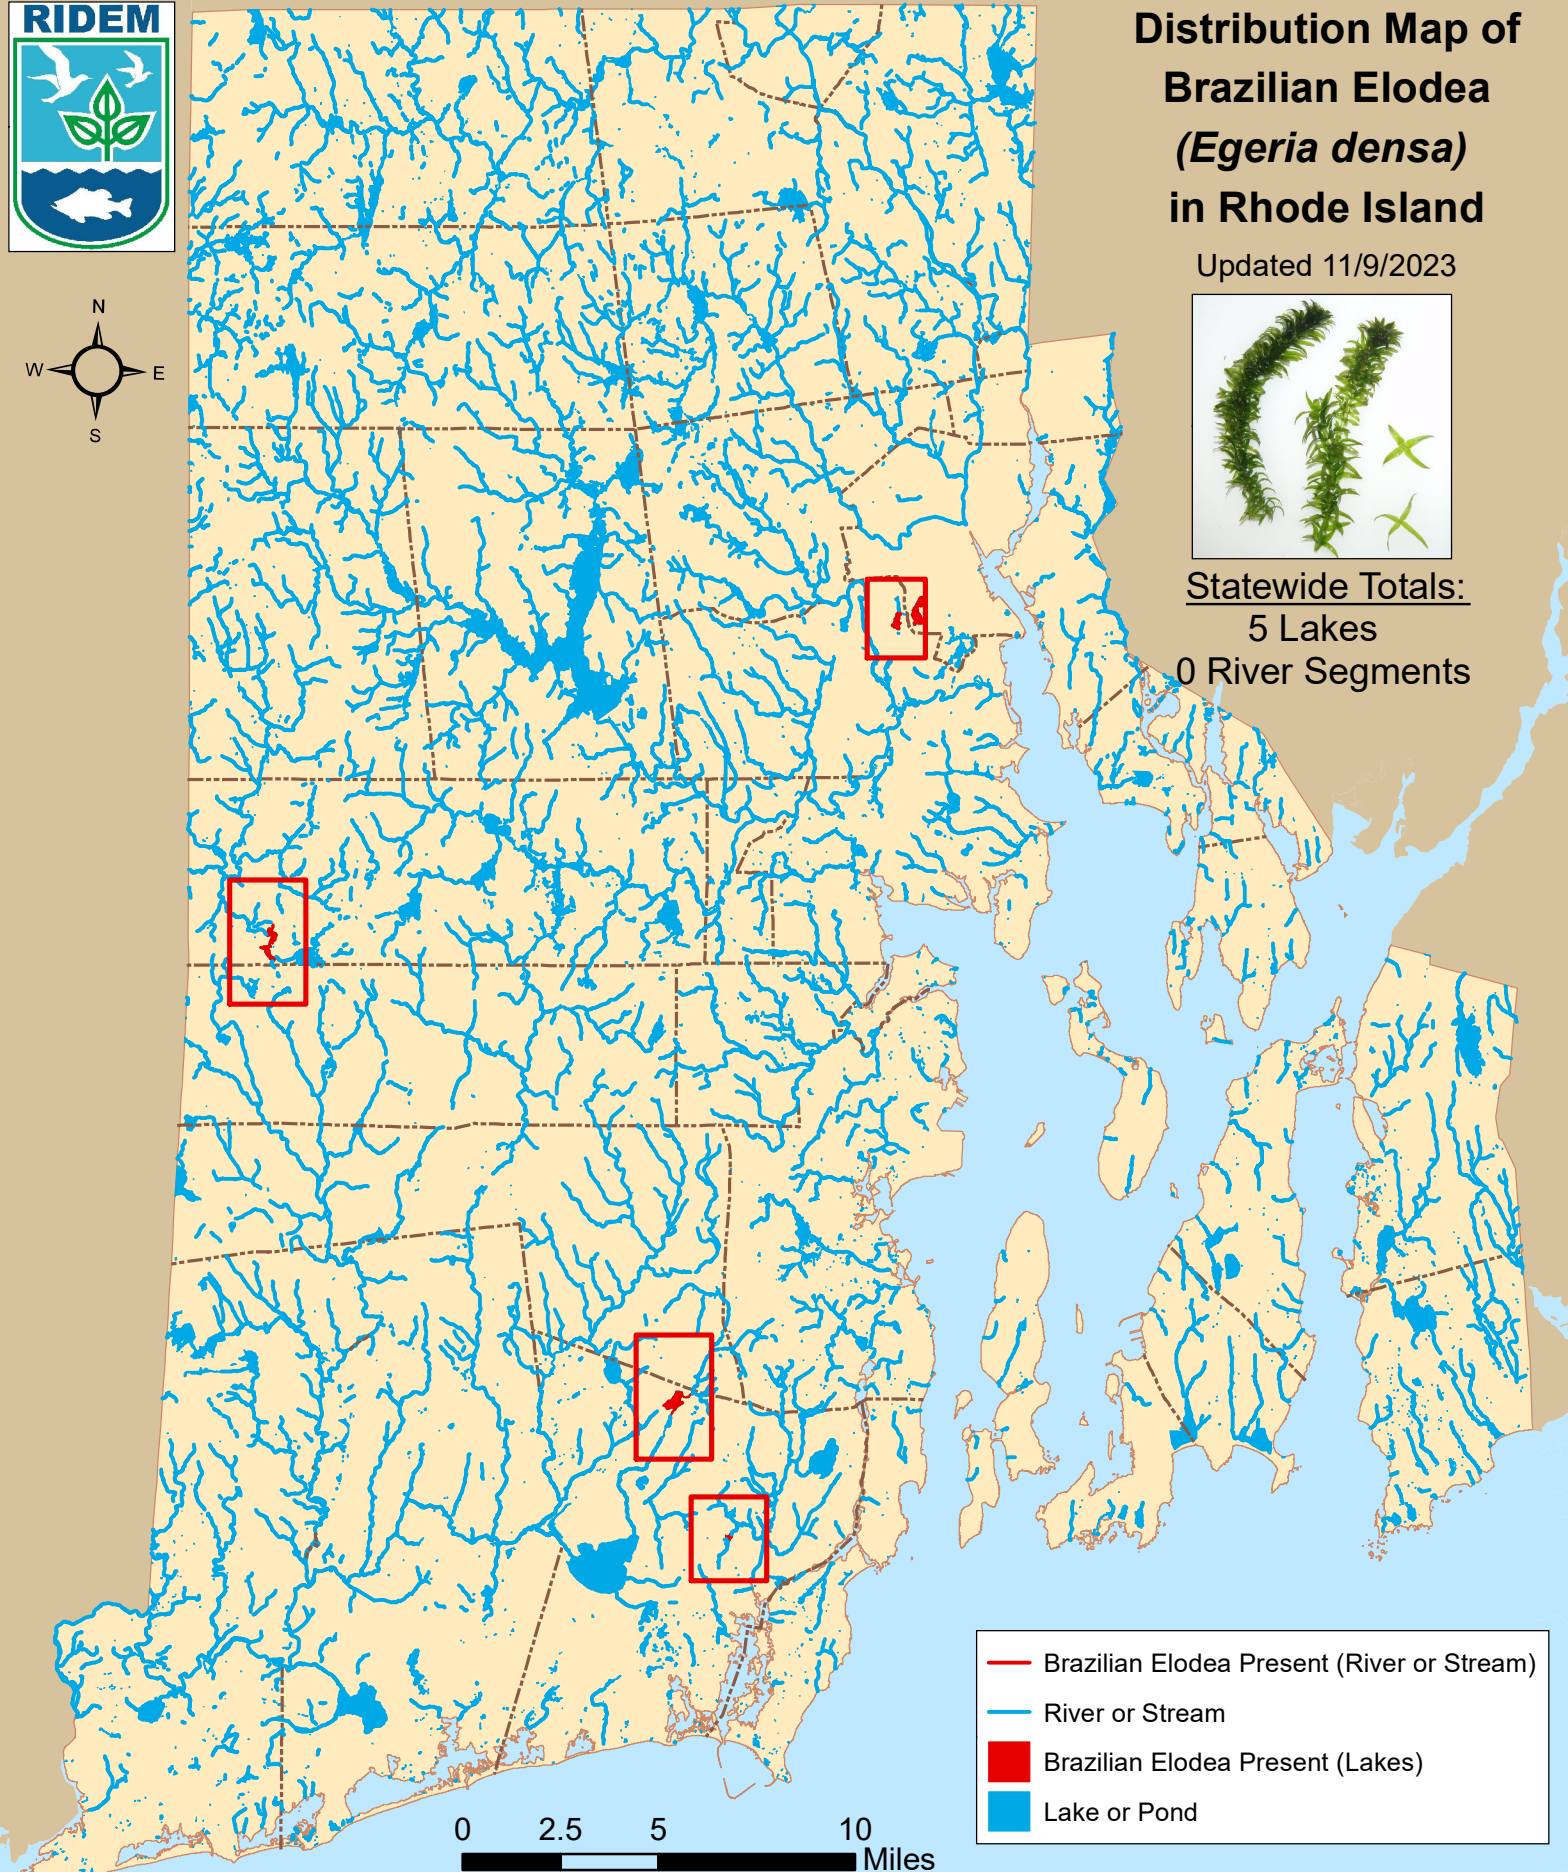 RIDEM
Distribution Map of
Brazilian Elodea
(Egeria densa)
in Rhode Island
Updated 11/9/2023
N
W
E
S
Statewide Totals:
5 Lakes
0 River Segments
Brazilian Elodea Present (River or Stream)
River or Stream
Brazilian Elodea Present (Lakes)
Lake or Pond
0 2.5 5 10
Miles